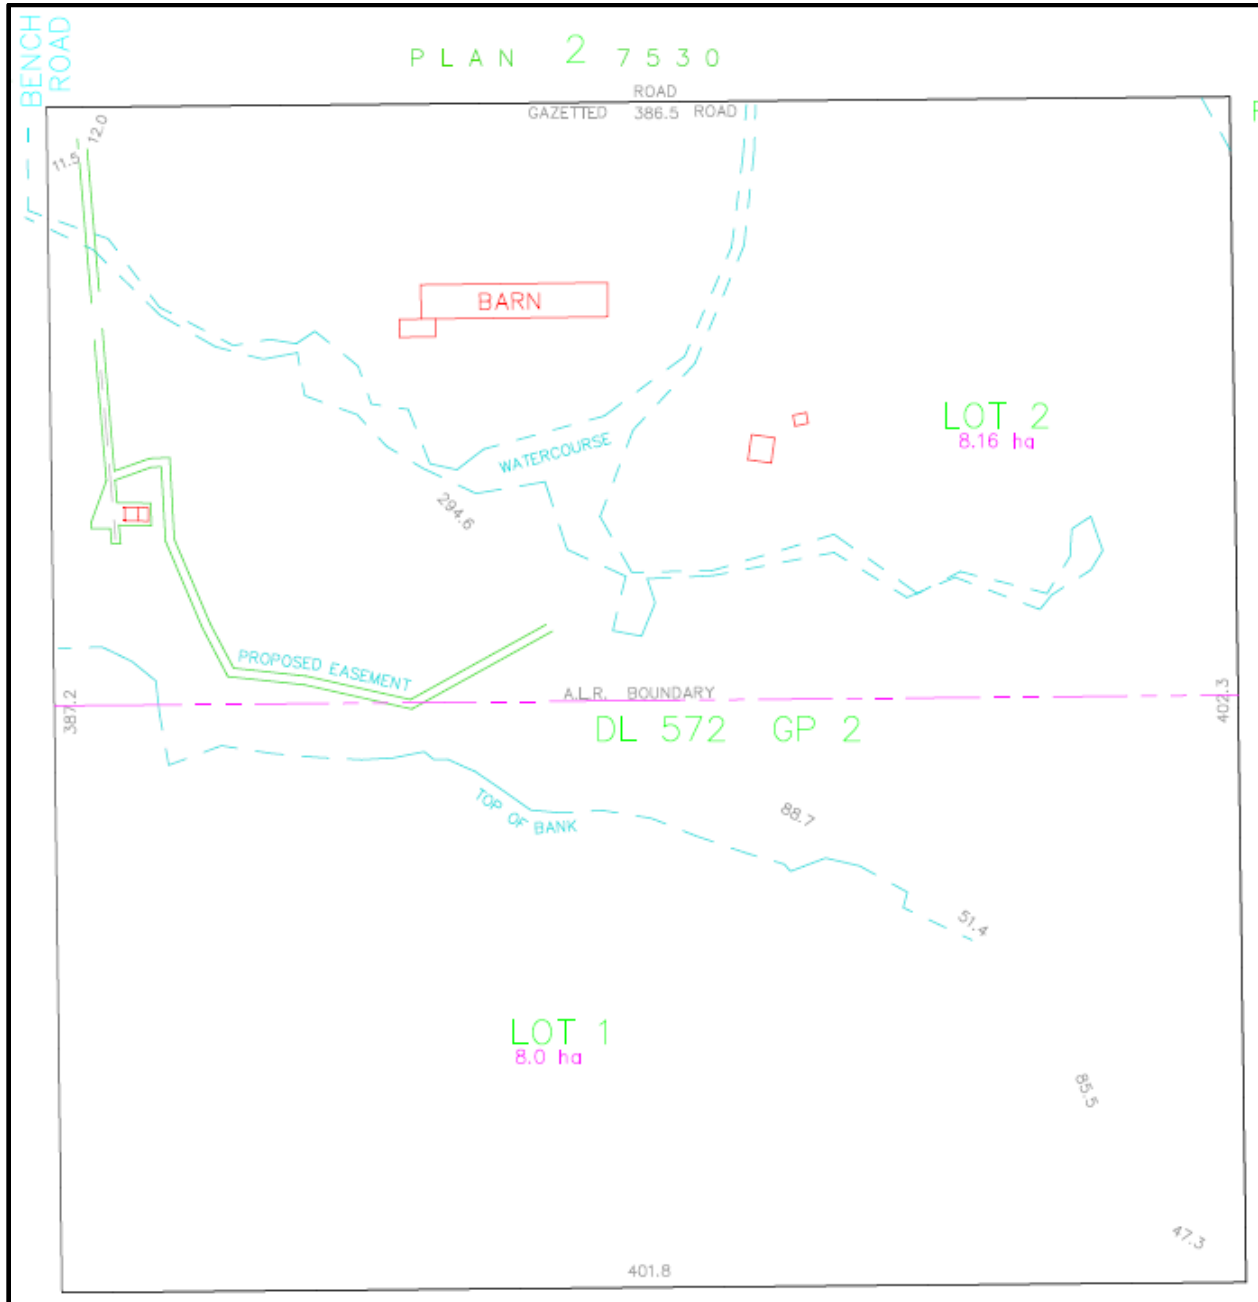 BENCH
ROAD
PLAN 27530
ROAD
GAZETTED 386.5 ROAD
12.0
11.5
BARN
LOT 2
8.16 ha
WATERCOURSE
294.6
PROPOSED EASEMENT
A.L.R. BOUNDARY
387.2
402.3
DL 572 GP 2
TOP OF BANK
88.7
51.4
LOT 1
8.0 ha
85.5
47.3
401.8